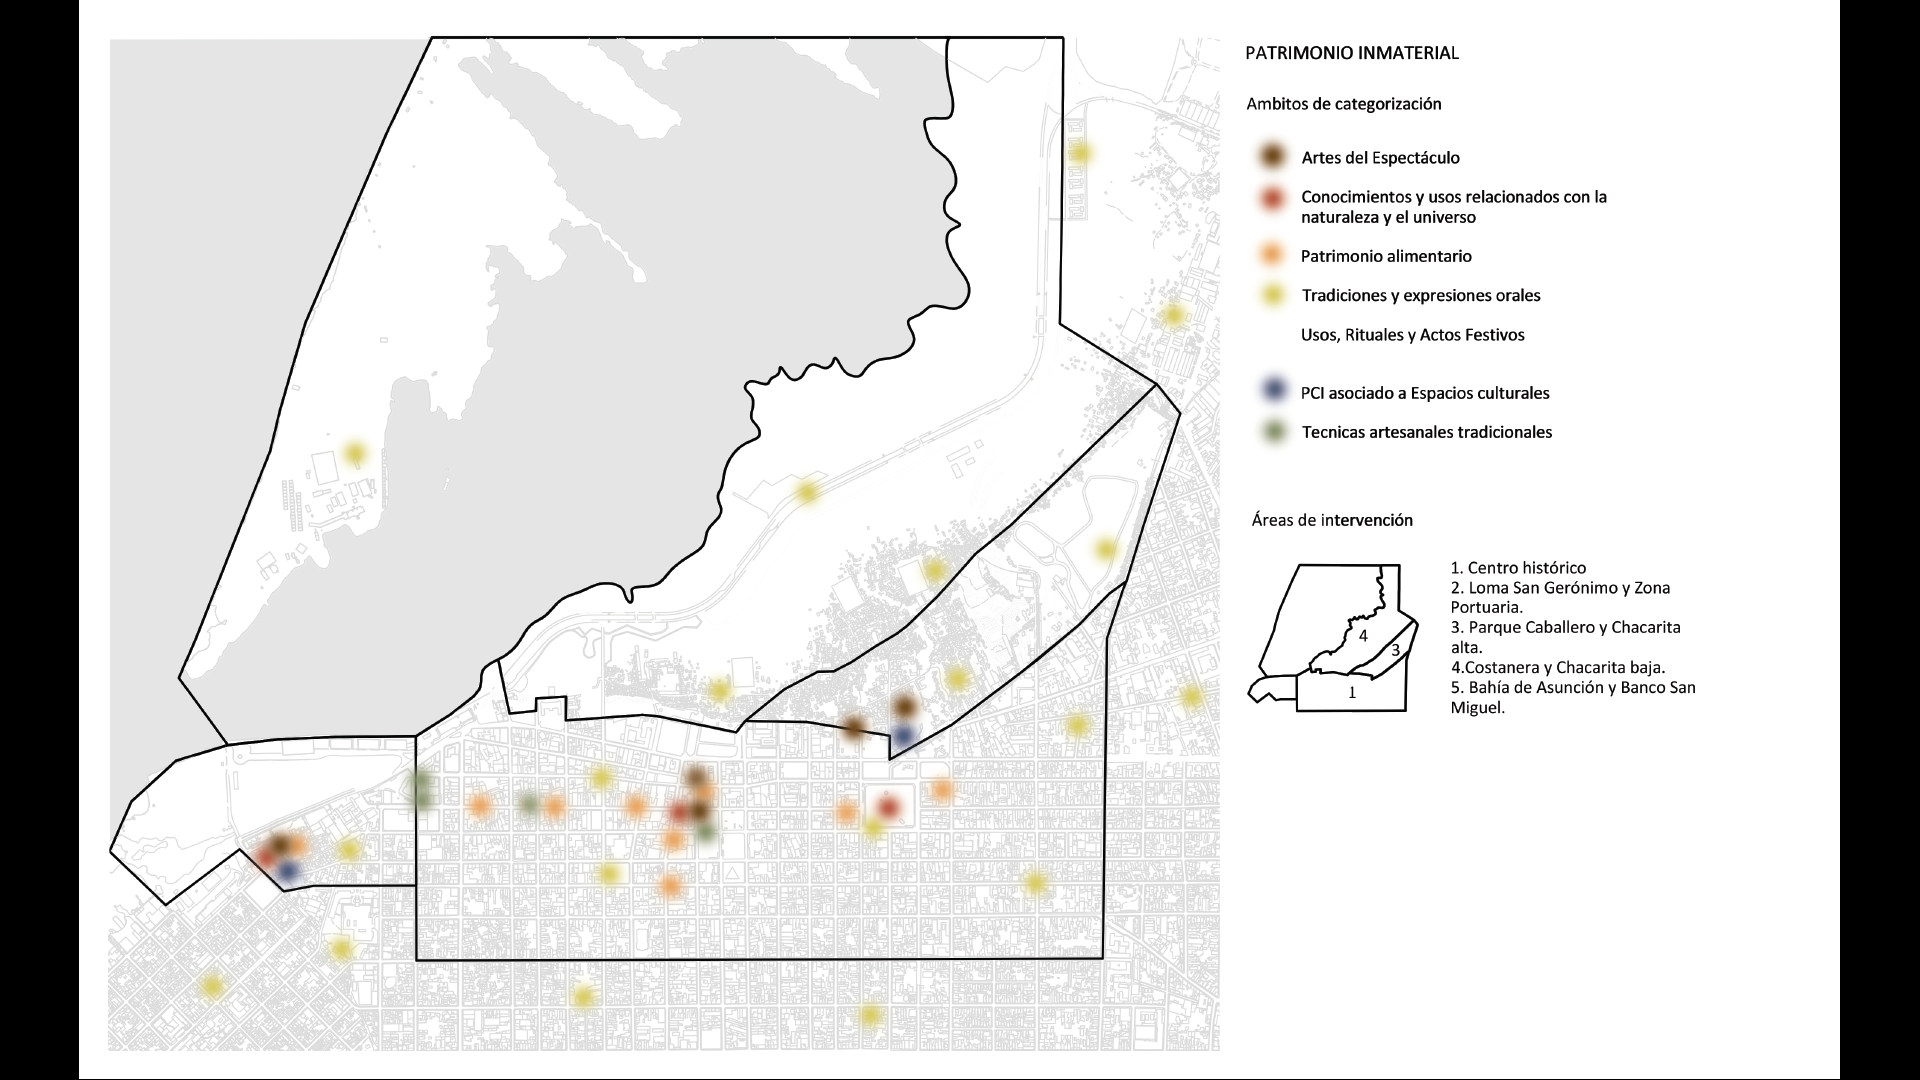 PATRIMONIO INMATERIAL
Ambitos de categorización
Artes del Espectáculo
Conocimientos y usos relacionados con la
naturaleza y el universo
Patrimonio alimentario
Tradiciones y expresiones orales
Usos, Rituales y Actos Festivos
PCI asociado a Espacios culturales
Tecnicas artesanales tradicionales
Áreas de intervención
4
3
1
1. Centro histórico
2. Loma San Gerónimo y Zona
Portuaria.
3. Parque Caballero y Chacarita
alta.
4.Costanera y Chacarita baja.
5. Bahía de Asunción y Banco San
Miguel.